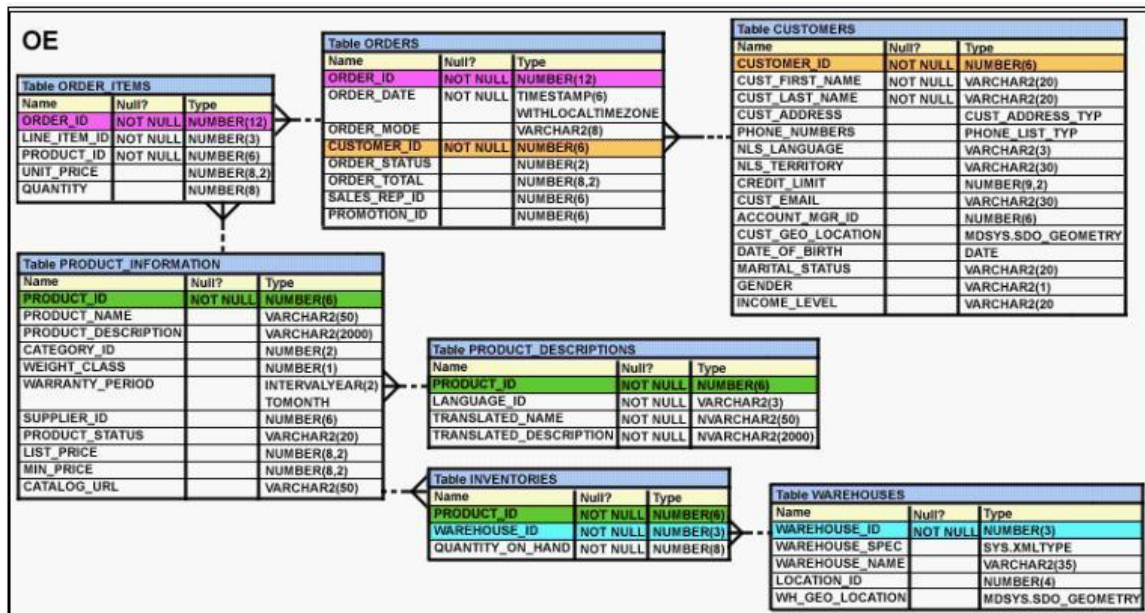 OE
Table ORDER_ITEMS
Name Null? Type
ORDER_ID NOT NULL NUMBER(12)
LINE_ITEM_ID NOT NULL NUMBER(3)
PRODUCT_ID NOT NULL NUMBER(6)
UNIT_PRICE NUMBER(8,2)
QUANTITY NUMBER(8)
Table ORDERS
Name Null? Type
ORDER_ID NOT NULL NUMBER(12)
ORDER_DATE NOT NULL TIMESTAMP(6)
WITHLOCALTIMEZONE
ORDER_MODE VARCHAR2(8)
CUSTOMER_ID NOT NULL NUMBER(6)
ORDER_STATUS NUMBER(2)
ORDER_TOTAL NUMBER(8,2)
SALES_REP_ID NUMBER(6)
PROMOTION_ID NUMBER(6)
Table CUSTOMERS
Name Null? Type
CUSTOMER_ID NOT NULL NUMBER(6)
CUST_FIRST_NAME NOT NULL VARCHAR2(20)
CUST_LAST_NAME NOT NULL VARCHAR2(20)
CUST_ADDRESS CUST_ADDRESS_TYP
PHONE_NUMBERS PHONE_LIST_TYP
NLS_LANGUAGE VARCHAR2(3)
NLS_TERRITORY VARCHAR2(30)
CREDIT_LIMIT NUMBER(9,2)
CUST_EMAIL VARCHAR2(30)
ACCOUNT_MGR_ID NUMBER(6)
CUST_GEO_LOCATION MDSYS.SDO_GEOMETRY
DATE_OF_BIRTH DATE
MARITAL_STATUS VARCHAR2(20)
GENDER VARCHAR2(1)
INCOME_LEVEL VARCHAR2(20
Table PRODUCT_INFORMATION
Name Null? Type
PRODUCT_ID NOT NULL NUMBER(6)
PRODUCT_NAME VARCHAR2(50)
PRODUCT_DESCRIPTION VARCHAR2(2000)
CATEGORY_ID NUMBER(2)
WEIGHT_CLASS NUMBER(1)
WARRANTY_PERIOD INTERVALYEAR(2)
TOMONTH
SUPPLIER_ID NUMBER(6)
PRODUCT_STATUS VARCHAR2(20)
LIST_PRICE NUMBER(8,2)
MIN_PRICE NUMBER(8,2)
CATALOG_URL VARCHAR2(50)
Table PRODUCT_DESCRIPTIONS
Name Null? Type
PRODUCT_ID NOT NULL NUMBER(6)
LANGUAGE_ID NOT NULL VARCHAR2(3)
TRANSLATED_NAME NOT NULL NVARCHAR2(50)
TRANSLATED_DESCRIPTION NOT NULL NVARCHAR2(2000)
Table INVENTORIES
Name Null? Type
PRODUCT_ID NOT NULL NUMBER(6)
WAREHOUSE_ID NOT NULL NUMBER(3)
QUANTITY_ON_HAND NOT NULL NUMBER(8)
Table WAREHOUSES
Name Null? Type
WAREHOUSE_ID NOT NULL NUMBER(3)
WAREHOUSE_SPEC SYS.XMLTYPE
WAREHOUSE_NAME VARCHAR2(35)
LOCATION_ID NUMBER(4)
WH_GEO_LOCATION MDSYS.SDO_GEOMETRY